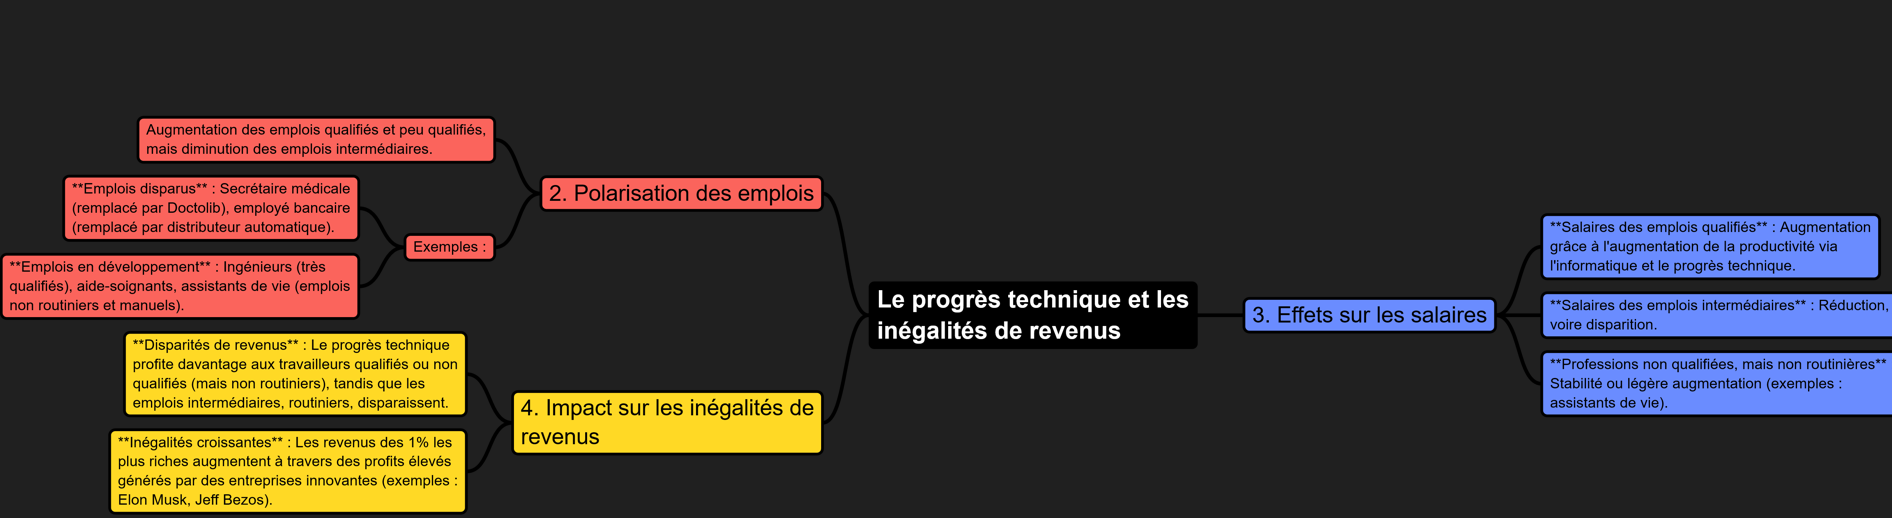 Le progrès technique et les
inégalités de revenus
2. Polarisation des emplois
Augmentation des emplois qualifiés et peu qualifiés,
mais diminution des emplois intermédiaires.
Exemples :
**Emplois disparus** : Secrétaire médicale
(remplacé par Doctolib), employé bancaire
(remplacé par distributeur automatique).
**Emplois en développement** : Ingénieurs (très
qualifiés), aide-soignants, assistants de vie (emplois
non routiniers et manuels).
3. Effets sur les salaires
**Salaires des emplois qualifiés** : Augmentation
grâce à l'augmentation de la productivité via
l'informatique et le progrès technique.
**Salaires des emplois intermédiaires** : Réduction,
voire disparition.
**Professions non qualifiées, mais non routinières**
Stabilité ou légère augmentation (exemples :
assistants de vie).
4. Impact sur les inégalités de
revenus
**Disparités de revenus** : Le progrès technique
profite davantage aux travailleurs qualifiés ou non
qualifiés (mais non routiniers), tandis que les
emplois intermédiaires, routiniers, disparaissent.
**Inégalités croissantes** : Les revenus des 1% les
plus riches augmentent à travers des profits élevés
générés par des entreprises innovantes (exemples :
Elon Musk, Jeff Bezos).